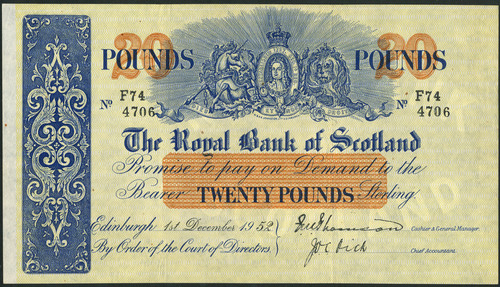 20 POUNDS 20 POUNDS
No F74 4706 No F74 4706
The Royal Bank of Scotland
Promise to pay on Demand to the
Bearer TWENTY POUNDS Sterling.
Edinburgh 1st December 1952
Cashier & General Manager.
By Order of the Court of Directors.
J D C Dick Chief Accountant.